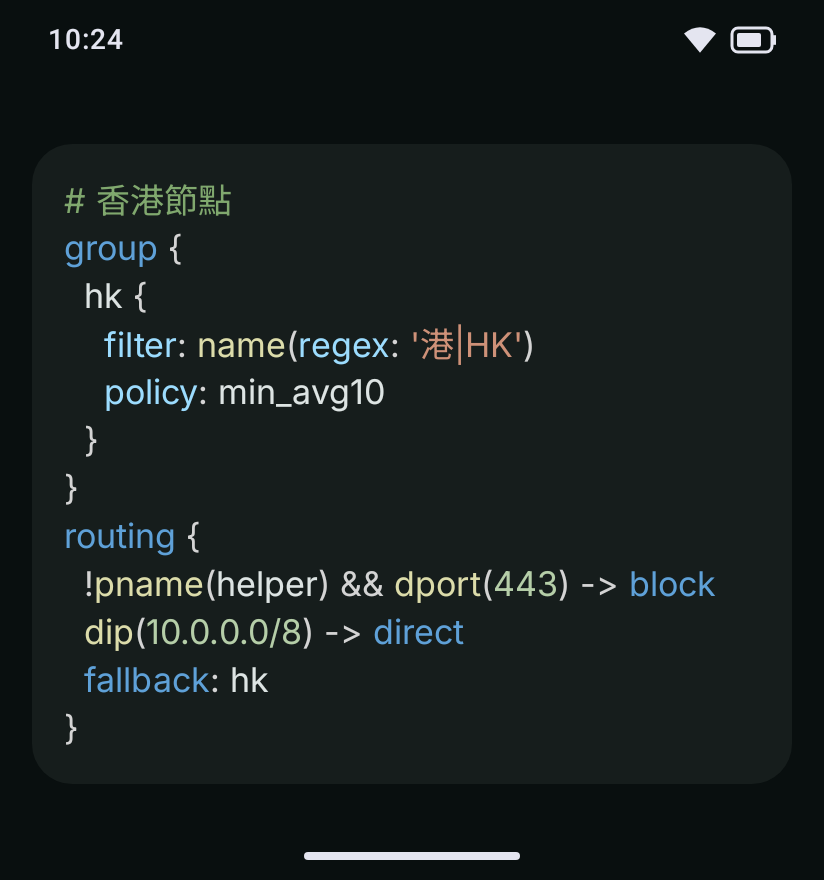 10:24
# 香港節點
group {
  hk {
    filter: name(regex: '港|HK')
    policy: min_avg10
  }
}
routing {
  !pname(helper) && dport(443) -> block
  dip(10.0.0.0/8) -> direct
  fallback: hk
}